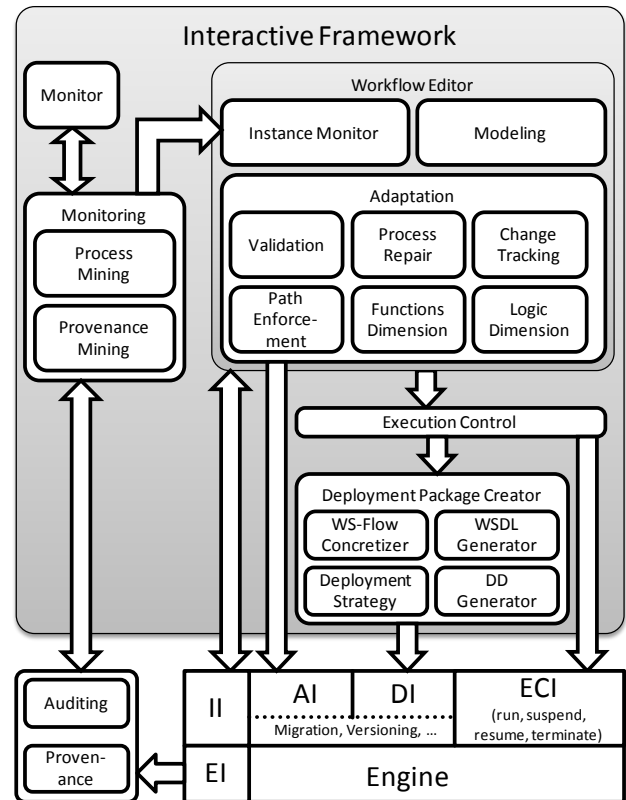 Interactive Framework
Monitor
Workflow Editor
Instance Monitor
Modeling
Monitoring
Process
Mining
Provenance
Mining
Adaptation
Validation
Process
Repair
Change
Tracking
Path
Enforce-
ment
Functions
Dimension
Logic
Dimension
Execution Control
Deployment Package Creator
WS-Flow
Concretizer
WSDL
Generator
Deployment
Strategy
DD
Generator
Auditing
Proven-
ance
II
AI
DI
Migration, Versioning, ...
ECI
(run, suspend,
resume, terminate)
EI
Engine